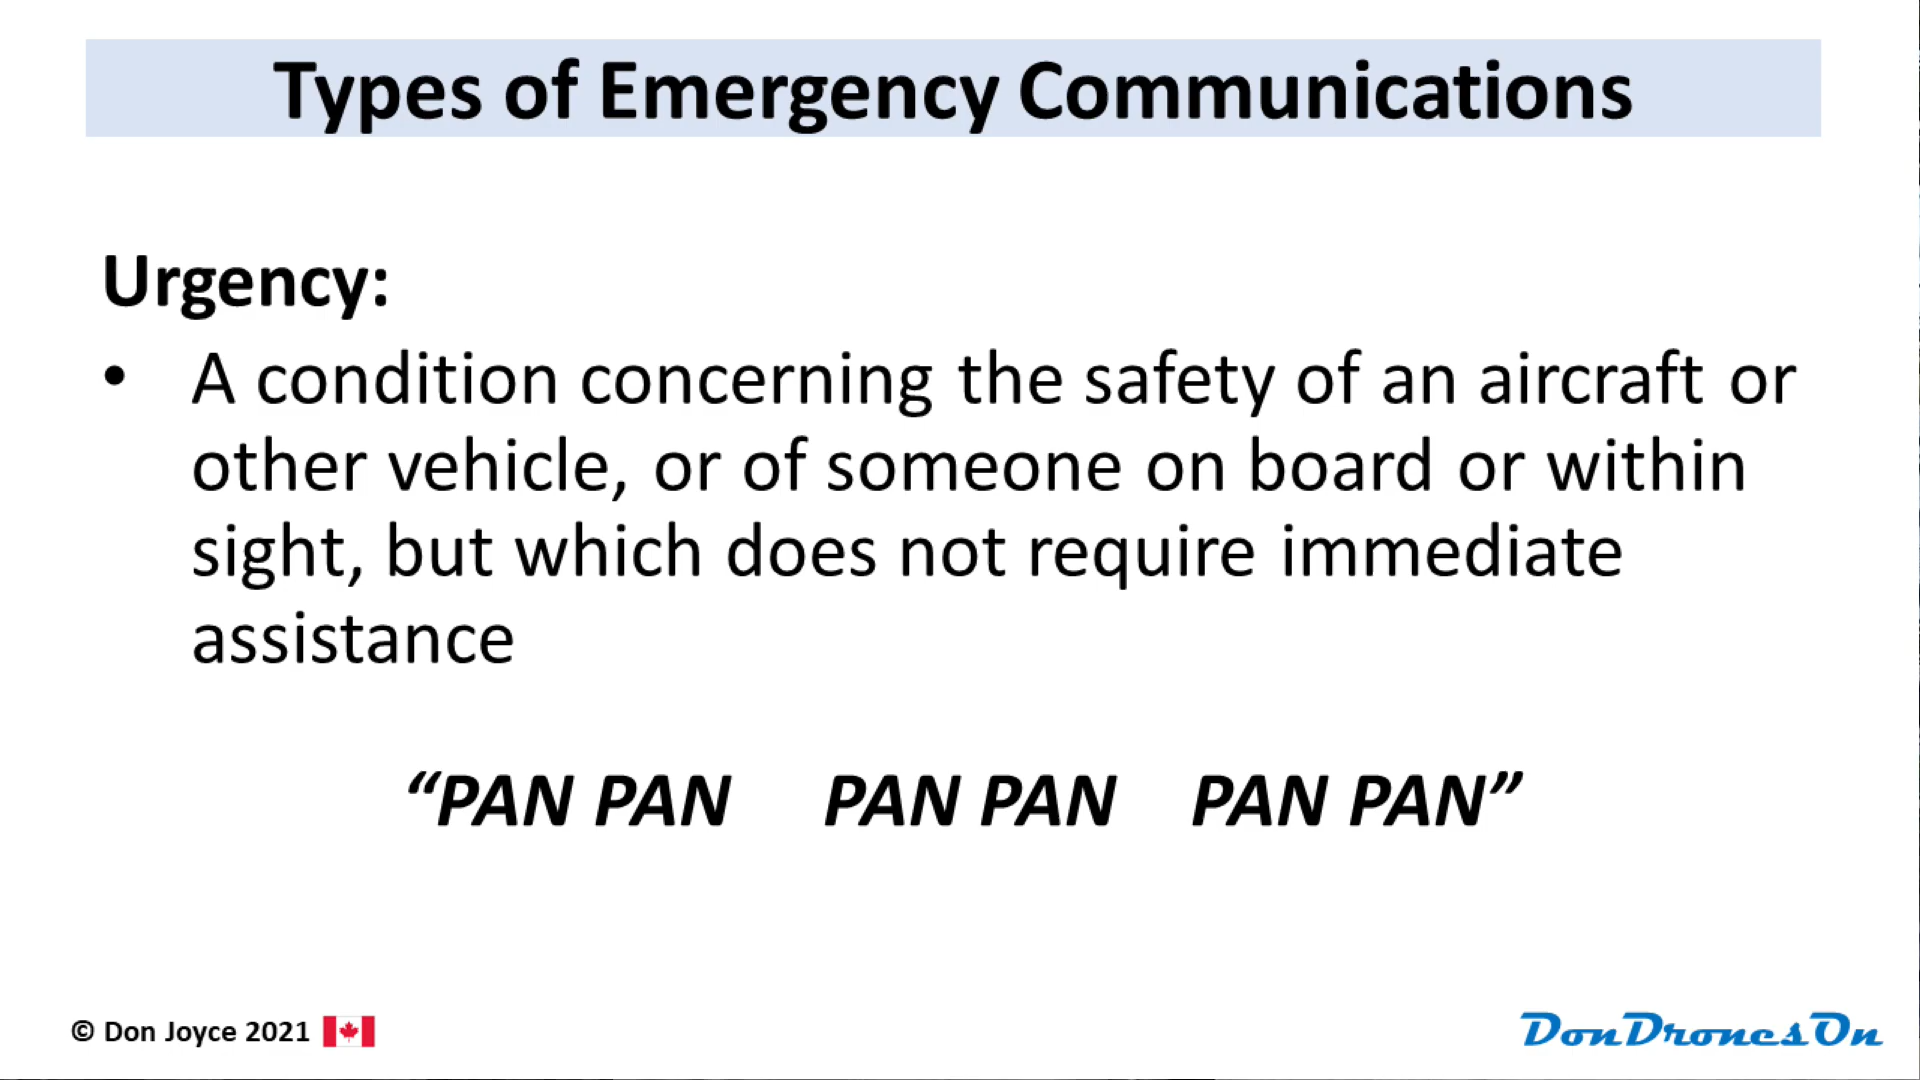 Types of Emergency Communications
Urgency:
• A condition concerning the safety of an aircraft or
other vehicle, or of someone on board or within
sight, but which does not require immediate
assistance
“PAN PAN PAN PAN PAN PAN”
© Don Joyce 2021
DonDronesOn